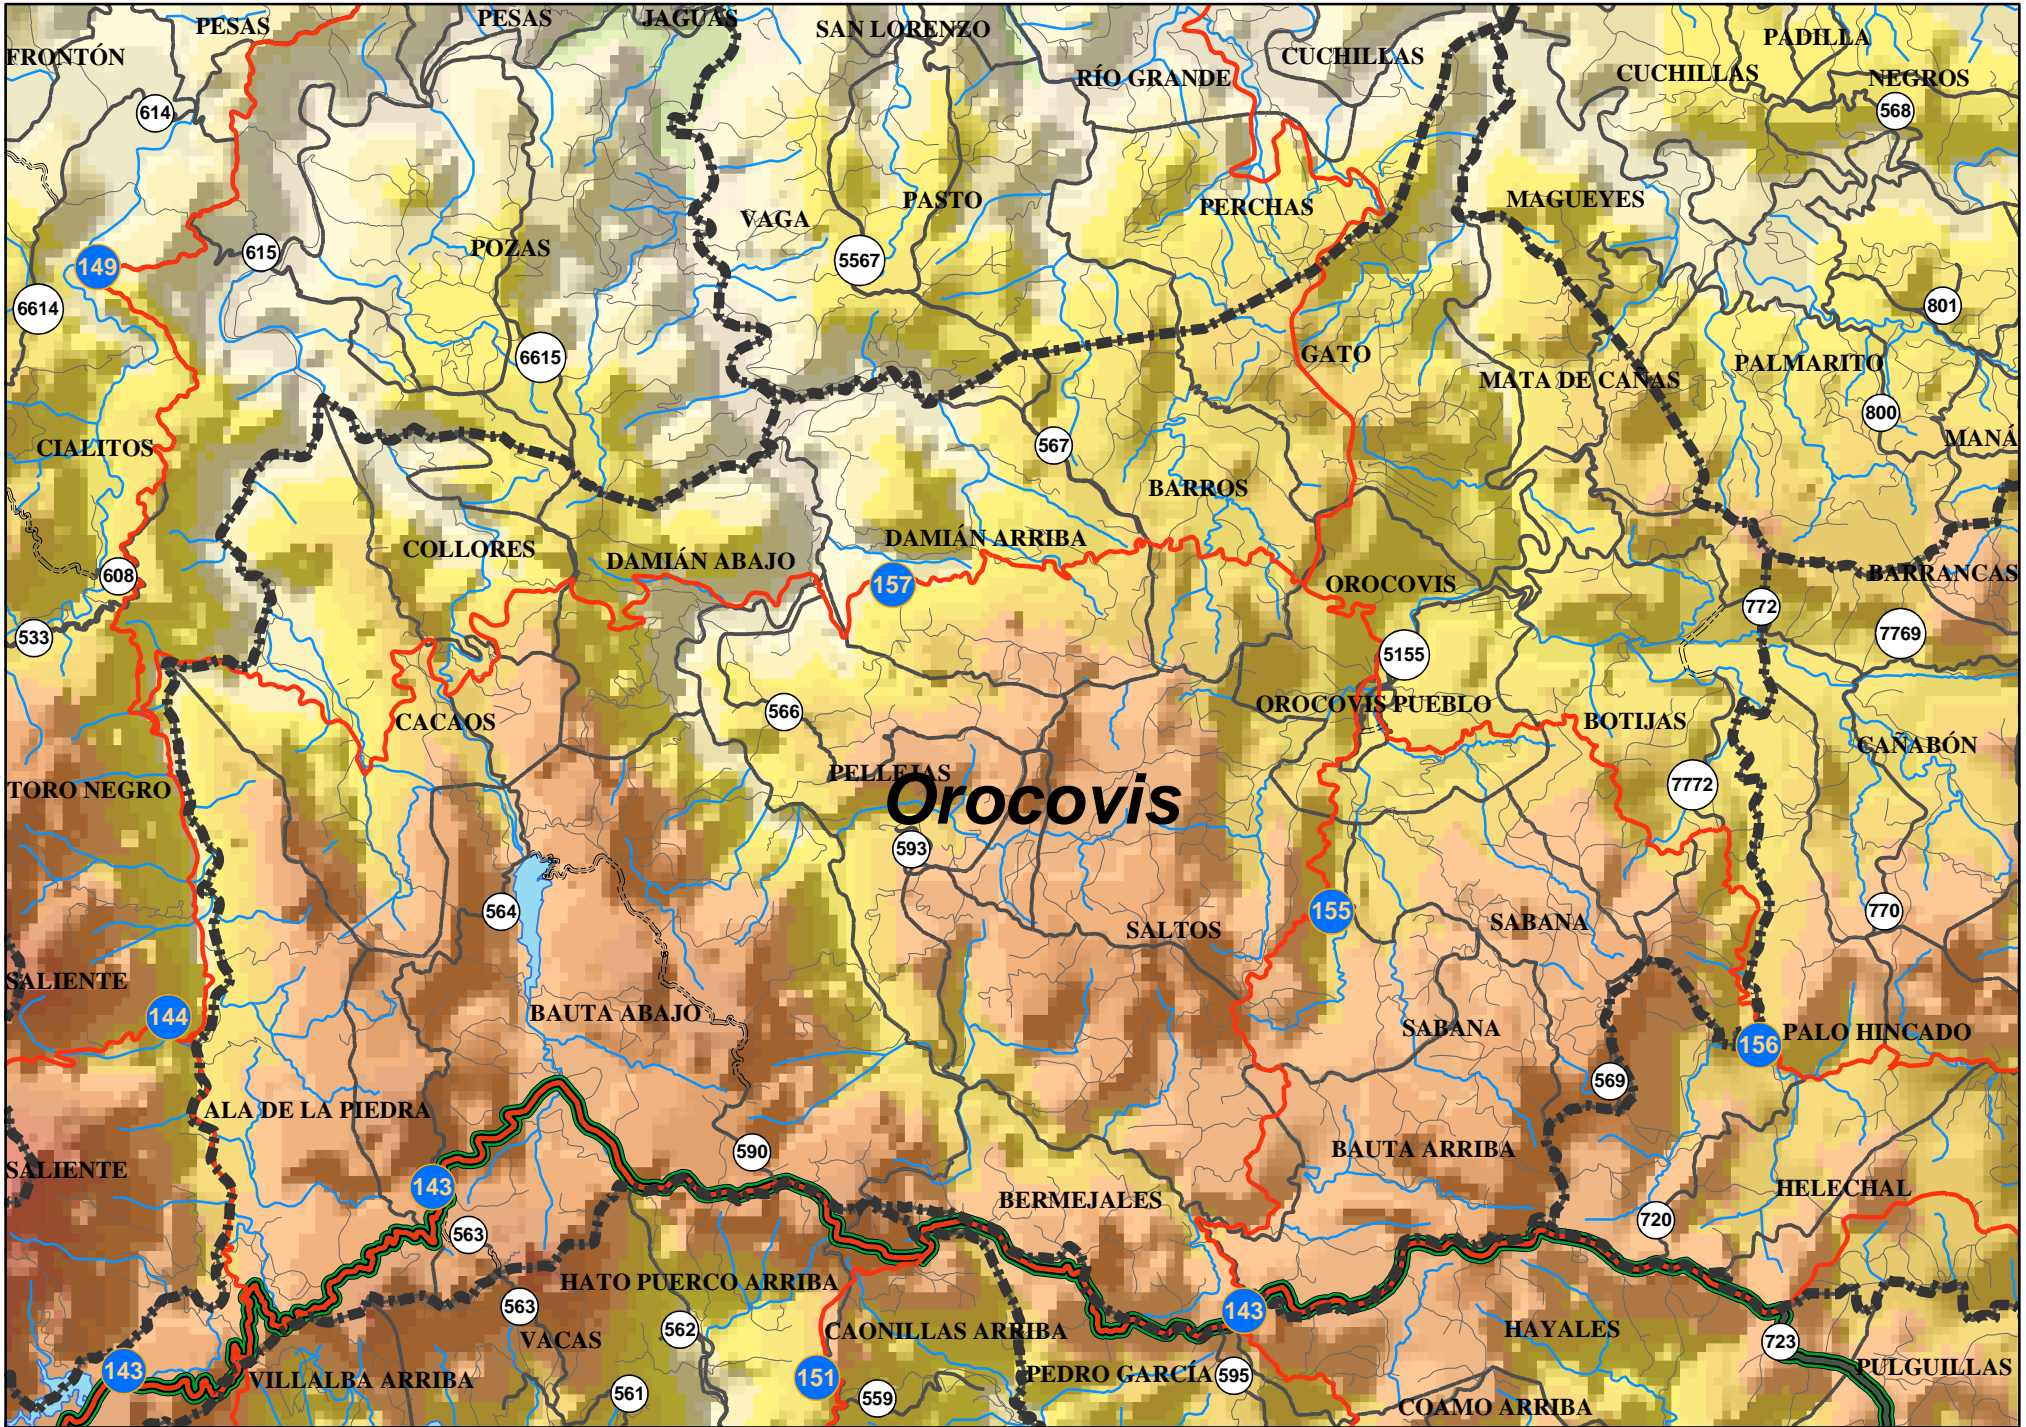 PESAS
PESAS
JAGUAS
SAN LORENZO
PADILLA
FRONTÓN
CUCHILLAS
RÍO GRANDE
CUCHILLAS
NEGROS
614
568
PASTO
PERCHAS
MAGUEYES
VAGA
POZAS
615
5567
149
6614
801
6615
GATO
PALMARITO
MATA DE CAÑAS
800
CIALITOS
567
MANÁ
BARROS
COLLORES
DAMIÁN ARRIBA
DAMIÁN ABAJO
608
157
OROCOVIS
BARRANCAS
772
533
7769
5155
566
OROCOVIS PUEBLO
CACAOS
BOTIJAS
CAÑABÓN
PELLEJAS
TORO NEGRO
7772
Orocovis
593
564
155
770
SALTOS
SABANA
SALIENTE
144
BAUTA ABAJO
SABANA
156
PALO HINCADO
569
ALA DE LA PIEDRA
590
BAUTA ARRIBA
SALIENTE
143
BERMEJALES
HELECHAL
720
563
HATO PUERCO ARRIBA
563
143
562
VACAS
CAONILLAS ARRIBA
HAYALES
723
143
VILLALBA ARRIBA
151
PEDRO GARCÍA
595
PULGUILLAS
561
559
COAMO ARRIBA